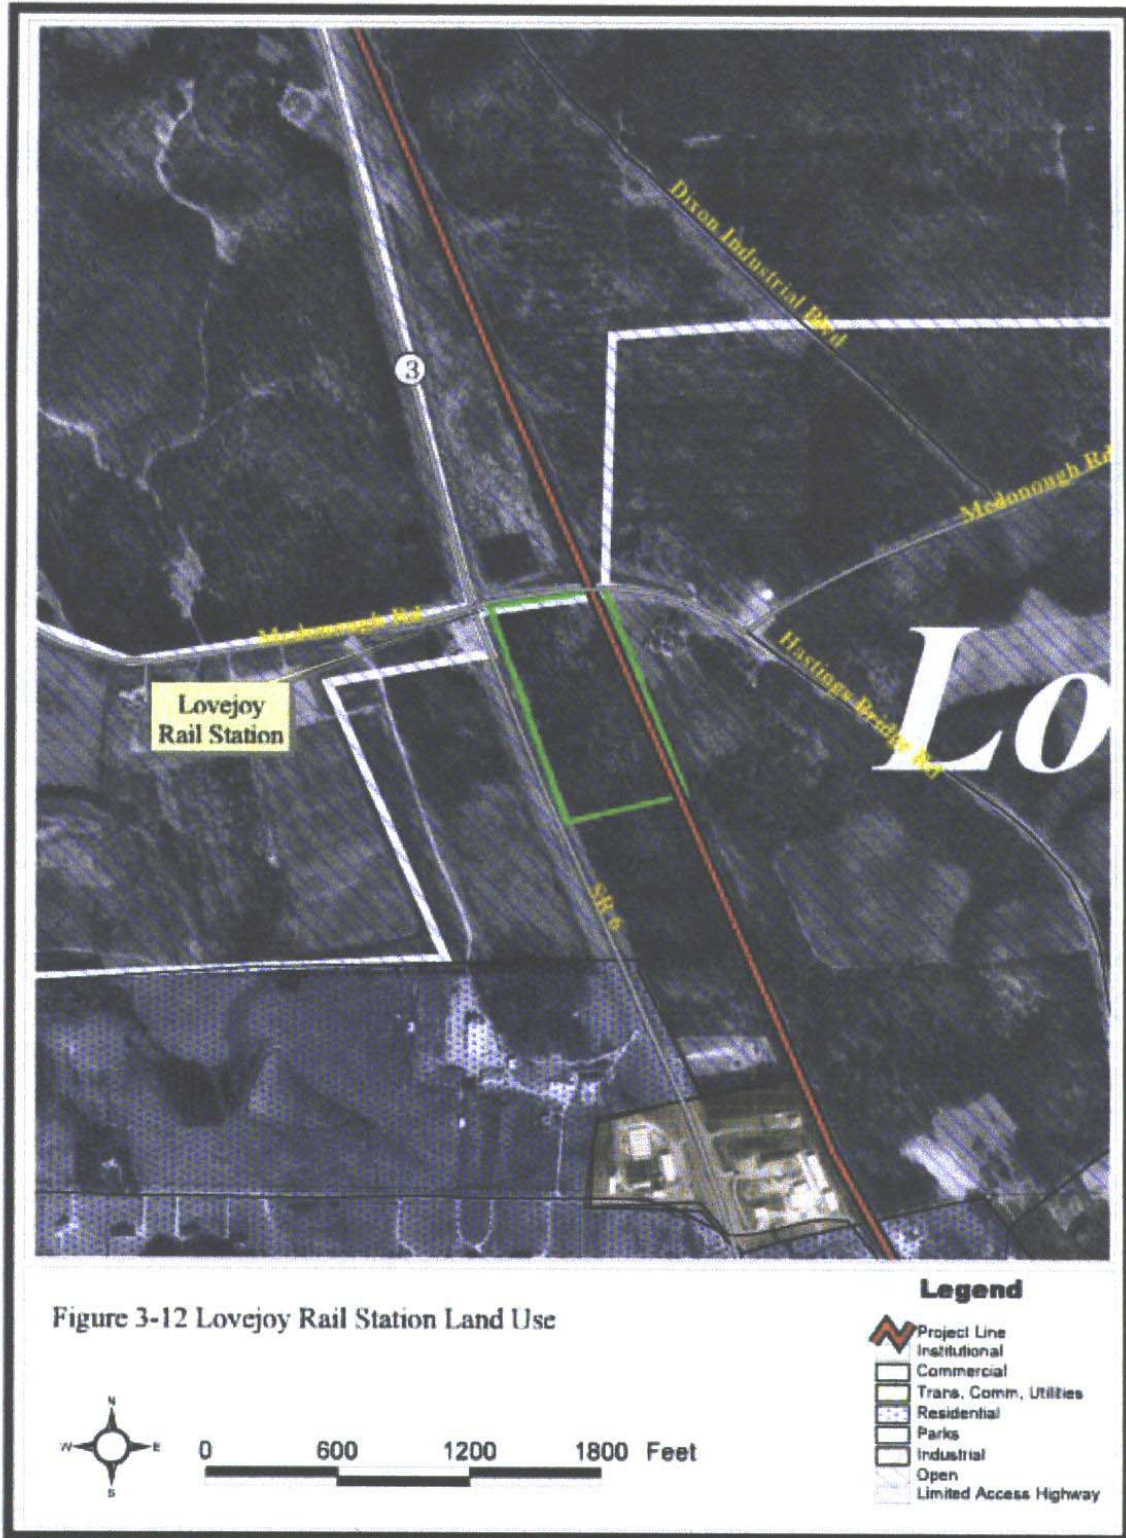 Dixon Industrial Blvd
3
Mcdonough Rd
Mcdonough Rd
Hastings Bridge Rd
Lovejoy
Rail Station
Lo
SR 6
Figure 3-12 Lovejoy Rail Station Land Use
N
W
E
S
0 600 1200 1800 Feet
Legend
Project Line
Institutional
Commercial
Trans, Comm, Utilities
Residential
Parks
Industrial
Open
Limited Access Highway